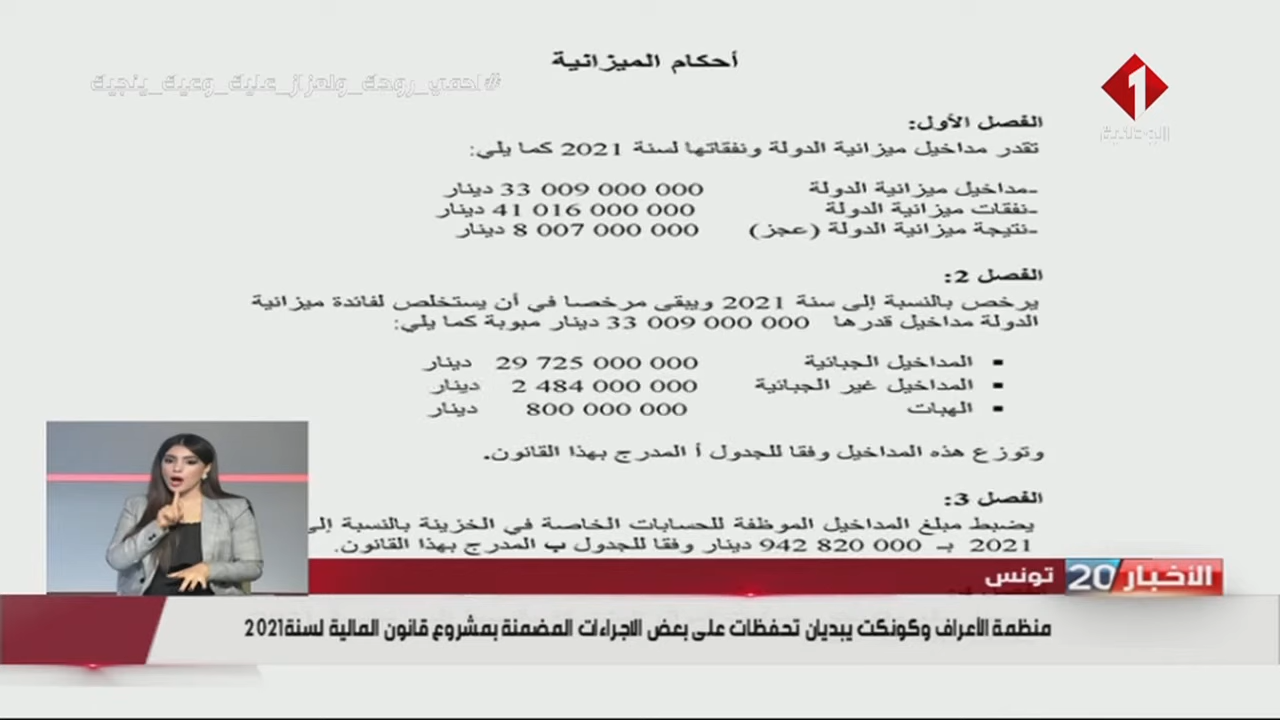 أحكام الميزانية
#احمي_روحك_ولعزاز_عليك_وعيك_ينجيك
1
الوطنية
الفصل الأول:
تقدر مداخيل ميزانية الدولة ونفقاتها لسنة 2021 كما يلي:
-مداخيل ميزانية الدولة 33 009 000 000 دينار
-نفقات ميزانية الدولة 41 016 000 000 دينار
-نتيجة ميزانية الدولة (عجز) 8 007 000 000 دينار
الفصل 2:
يرخص بالنسبة إلى سنة 2021 ويبقى مرخصا في أن يستخلص لفائدة ميزانية
الدولة مداخيل قدرها 33 009 000 000 دينار مبوبة كما يلي:
▪ المداخيل الجبائية 29 725 000 000 دينار
▪ المداخيل غير الجبائية 2 484 000 000 دينار
▪ الهبات 800 000 000 دينار
وتوزع هذه المداخيل وفقا للجدول أ المدرج بهذا القانون.
الفصل 3:
يضبط مبلغ المداخيل الموظفة للحسابات الخاصة في الخزينة بالنسبة إلى
2021 بـ 942 820 000 دينار وفقا للجدول ب المدرج بهذا القانون.
الأخبار 20 تونس
منظمة الأعراف وكونكت يبديان تحفظات على بعض الاجراءات المضمنة بمشروع قانون المالية لسنة 2021